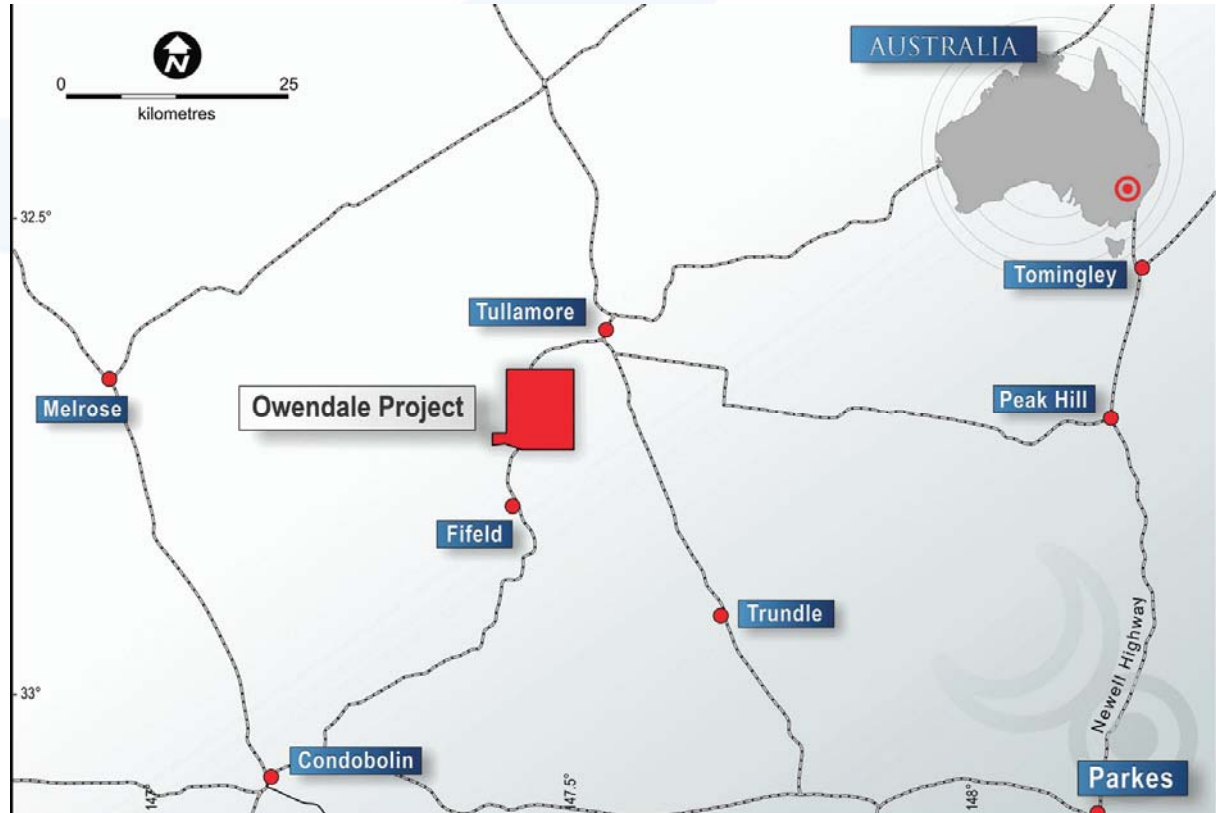 N
0 25
kilometres
AUSTRALIA
32.5°
Tomingley
Tullamore
Melrose
Owendale Project
Peak Hill
Fifeld
Trundle
Newell Highway
33°
Condobolin
Parkes
147°
147.5°
148°